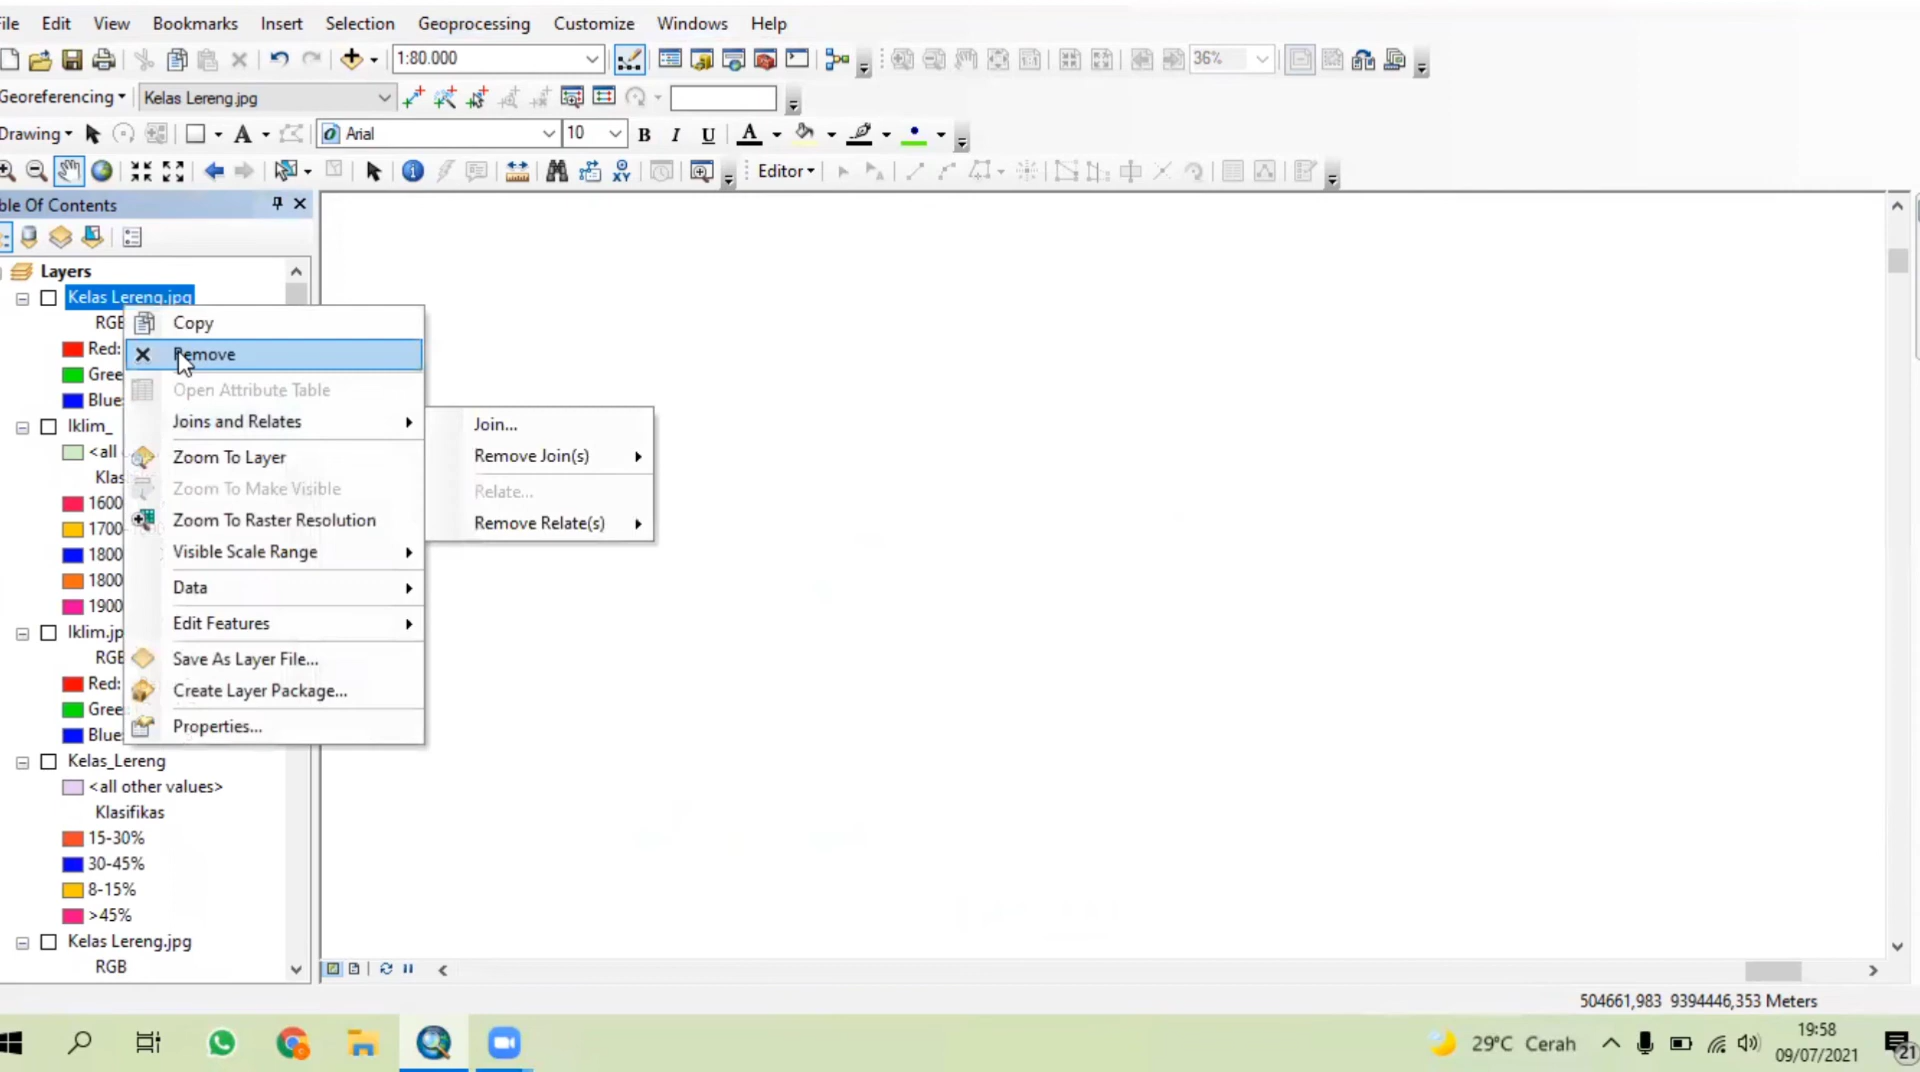 File Edit View Bookmarks Insert Selection Geoprocessing Customize Windows Help
1:80.000 36%
Georeferencing Kelas Lereng.jpg
Drawing A Arial 10 B I U A
XY Editor
ble Of Contents
Layers
Kelas Lereng.jpg
RGB
Red:
Gree
Blue
Iklim_
<all
Klas
1600
1700
1800
1800
1900
Iklim.jp
RGB
Red:
Gree
Blue
Kelas_Lereng
<all other values>
Klasifikas
15-30%
30-45%
8-15%
>45%
Kelas Lereng.jpg
RGB
Copy
Remove
Open Attribute Table
Joins and Relates
Zoom To Layer
Zoom To Make Visible
Zoom To Raster Resolution
Visible Scale Range
Data
Edit Features
Save As Layer File...
Create Layer Package...
Properties...
Join...
Remove Join(s)
Relate...
Remove Relate(s)
504661,983 9394446,353 Meters
29°C Cerah
19:58
09/07/2021
21